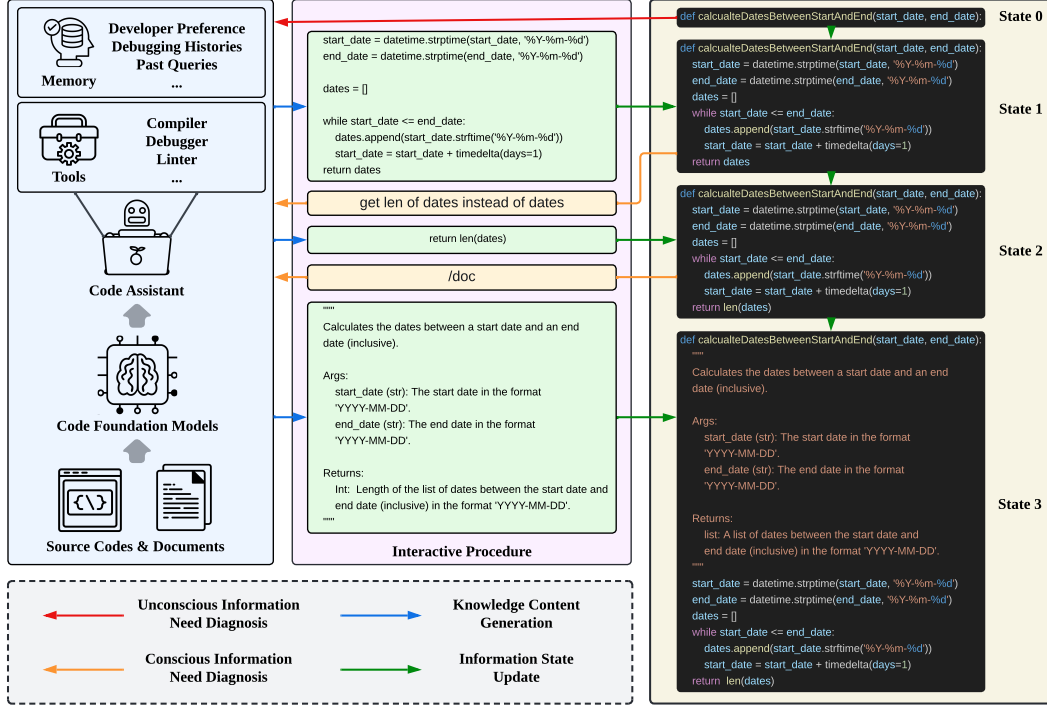 Developer Preference
Debugging Histories
Past Queries
...
Memory
Compiler
Debugger
Linter
...
Tools
Code Assistant
Code Foundation Models
{\}
Source Codes & Documents
start_date = datetime.strptime(start_date, '%Y-%m-%d')
end_date = datetime.strptime(end_date, '%Y-%m-%d')
dates = []
while start_date <= end_date:
dates.append(start_date.strftime('%Y-%m-%d'))
start_date = start_date + timedelta(days=1)
return dates
get len of dates instead of dates
return len(dates)
/doc
"""
Calculates the dates between a start date and an end
date (inclusive).
Args:
start_date (str): The start date in the format
'YYYY-MM-DD'.
end_date (str): The end date in the format
'YYYY-MM-DD'.
Returns:
Int:  Length of the list of dates between the start date and
end date (inclusive) in the format 'YYYY-MM-DD'.
"""
Interactive Procedure
def calcualteDatesBetweenStartAndEnd(start_date, end_date):
State 0
def calcualteDatesBetweenStartAndEnd(start_date, end_date):
start_date = datetime.strptime(start_date, '%Y-%m-%d')
end_date = datetime.strptime(end_date, '%Y-%m-%d')
dates = []
while start_date <= end_date:
dates.append(start_date.strftime('%Y-%m-%d'))
start_date = start_date + timedelta(days=1)
return dates
State 1
def calcualteDatesBetweenStartAndEnd(start_date, end_date):
start_date = datetime.strptime(start_date, '%Y-%m-%d')
end_date = datetime.strptime(end_date, '%Y-%m-%d')
dates = []
while start_date <= end_date:
dates.append(start_date.strftime('%Y-%m-%d'))
start_date = start_date + timedelta(days=1)
return len(dates)
State 2
def calcualteDatesBetweenStartAndEnd(start_date, end_date):
"""
Calculates the dates between a start date and an end
date (inclusive).
Args:
start_date (str): The start date in the format
'YYYY-MM-DD'.
end_date (str): The end date in the format
'YYYY-MM-DD'.
Returns:
list: A list of dates between the start date and
end date (inclusive) in the format 'YYYY-MM-DD'.
"""
start_date = datetime.strptime(start_date, '%Y-%m-%d')
end_date = datetime.strptime(end_date, '%Y-%m-%d')
dates = []
while start_date <= end_date:
dates.append(start_date.strftime('%Y-%m-%d'))
start_date = start_date + timedelta(days=1)
return  len(dates)
State 3
Unconscious Information
Need Diagnosis
Knowledge Content
Generation
Conscious Information
Need Diagnosis
Information State
Update